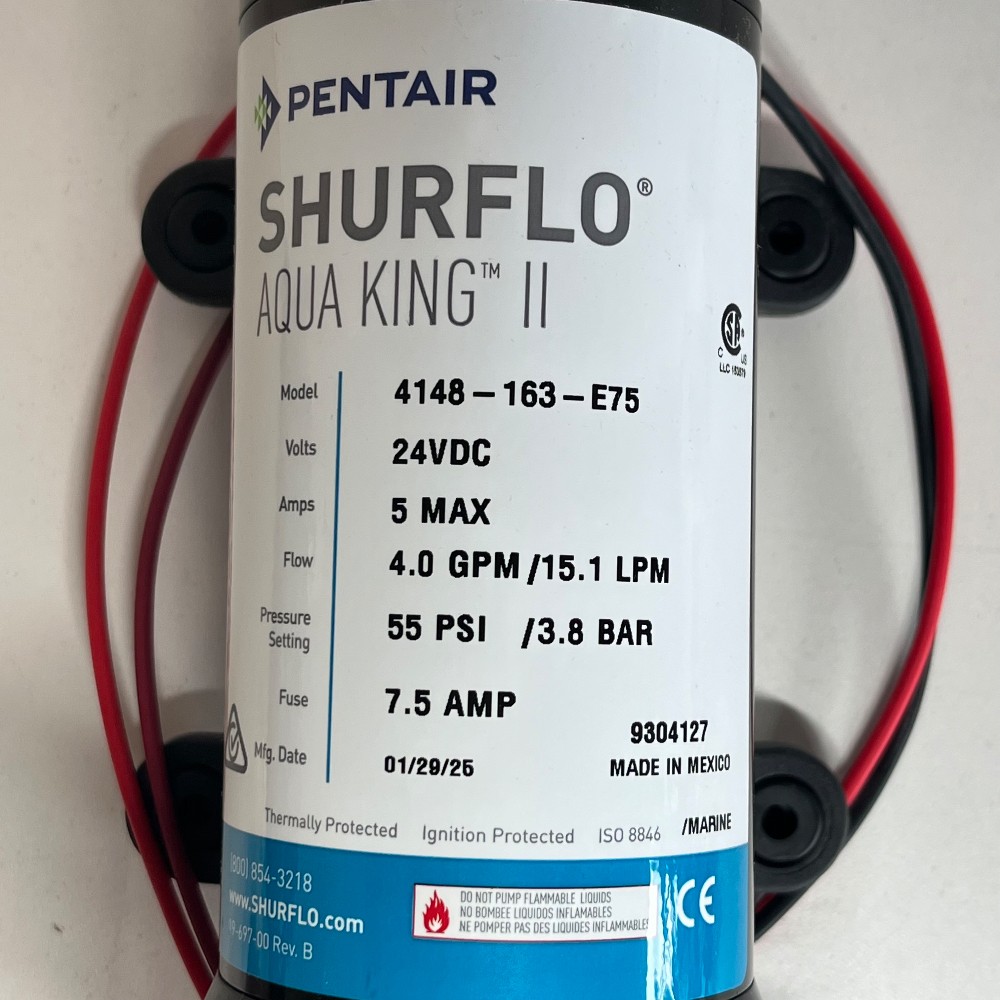 PENTAIR
SHURFLO®
AQUA KING™ II
C US
Model 4148-163-E75
Volts 24VDC
Amps 5 MAX
Flow 4.0 GPM/15.1 LPM
Pressure Setting 55 PSI /3.8 BAR
Fuse 7.5 AMP
9304127
Mfg. Date 01/29/25
MADE IN MEXICO
Thermally Protected Ignition Protected ISO 8846 /MARINE
(800) 854-3218
www.SHURFLO.com
Rev. B
DO NOT PUMP FLAMMABLE LIQUIDS
NO BOMBEE LIQUIDOS INFLAMABLES
NE POMPER PAS DES LIQUIDES INFLAMMABLES
CE